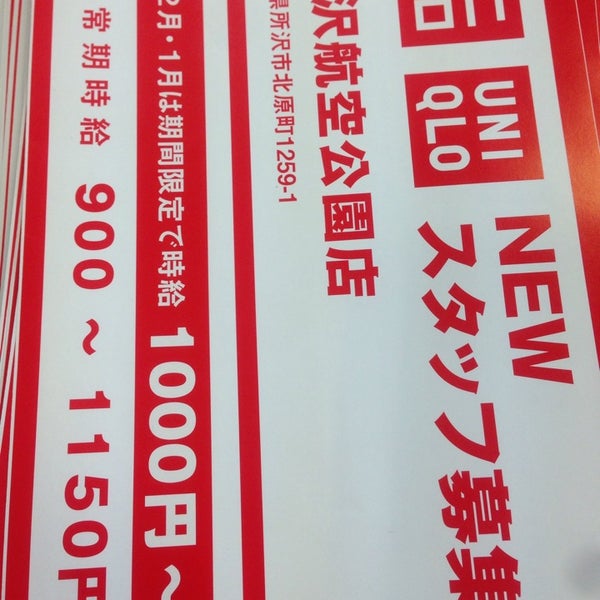 UNI
QLO
NEW
スタッフ募集
沢航空公園店
県所沢市北原町1259-1
2月・1月は期間限定で時給 1000円~
常期時給 900~1150円